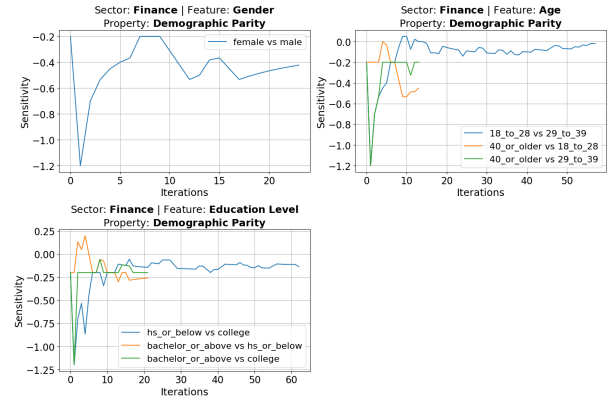 Sector: Finance | Feature: Gender
Property: Demographic Parity
−0.2
−0.4
−0.6
−0.8
−1.0
−1.2
Sensitivity
female vs male
0
5
10
15
20
Iterations
Sector: Finance | Feature: Age
Property: Demographic Parity
0.0
−0.2
−0.4
−0.6
−0.8
−1.0
−1.2
Sensitivity
18_to_28 vs 29_to_39
40_or_older vs 18_to_28
40_or_older vs 29_to_39
0
10
20
30
40
50
Iterations
Sector: Finance | Feature: Education Level
Property: Demographic Parity
0.25
0.00
−0.25
−0.50
−0.75
−1.00
−1.25
Sensitivity
hs_or_below vs college
bachelor_or_above vs hs_or_below
bachelor_or_above vs college
0
10
20
30
40
50
60
Iterations